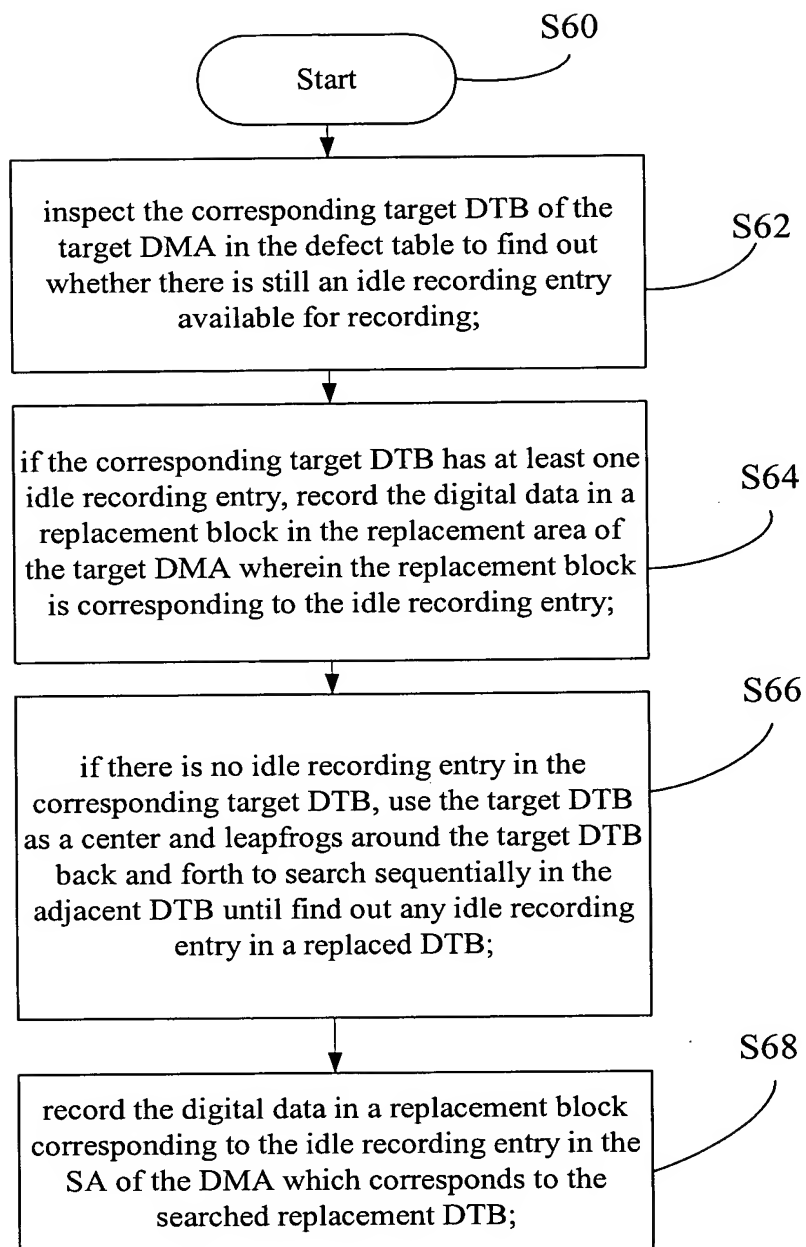 S60
Start
inspect the corresponding target DTB of the
target DMA in the defect table to find out
whether there is still an idle recording entry
available for recording;
S62
if the corresponding target DTB has at least one
idle recording entry, record the digital data in a
replacement block in the replacement area of
the target DMA wherein the replacement block
is corresponding to the idle recording entry;
S64
if there is no idle recording entry in the
corresponding target DTB, use the target DTB
as a center and leapfrogs around the target DTB
back and forth to search sequentially in the
adjacent DTB until find out any idle recording
entry in a replaced DTB;
S66
record the digital data in a replacement block
corresponding to the idle recording entry in the
SA of the DMA which corresponds to the
searched replacement DTB;
S68